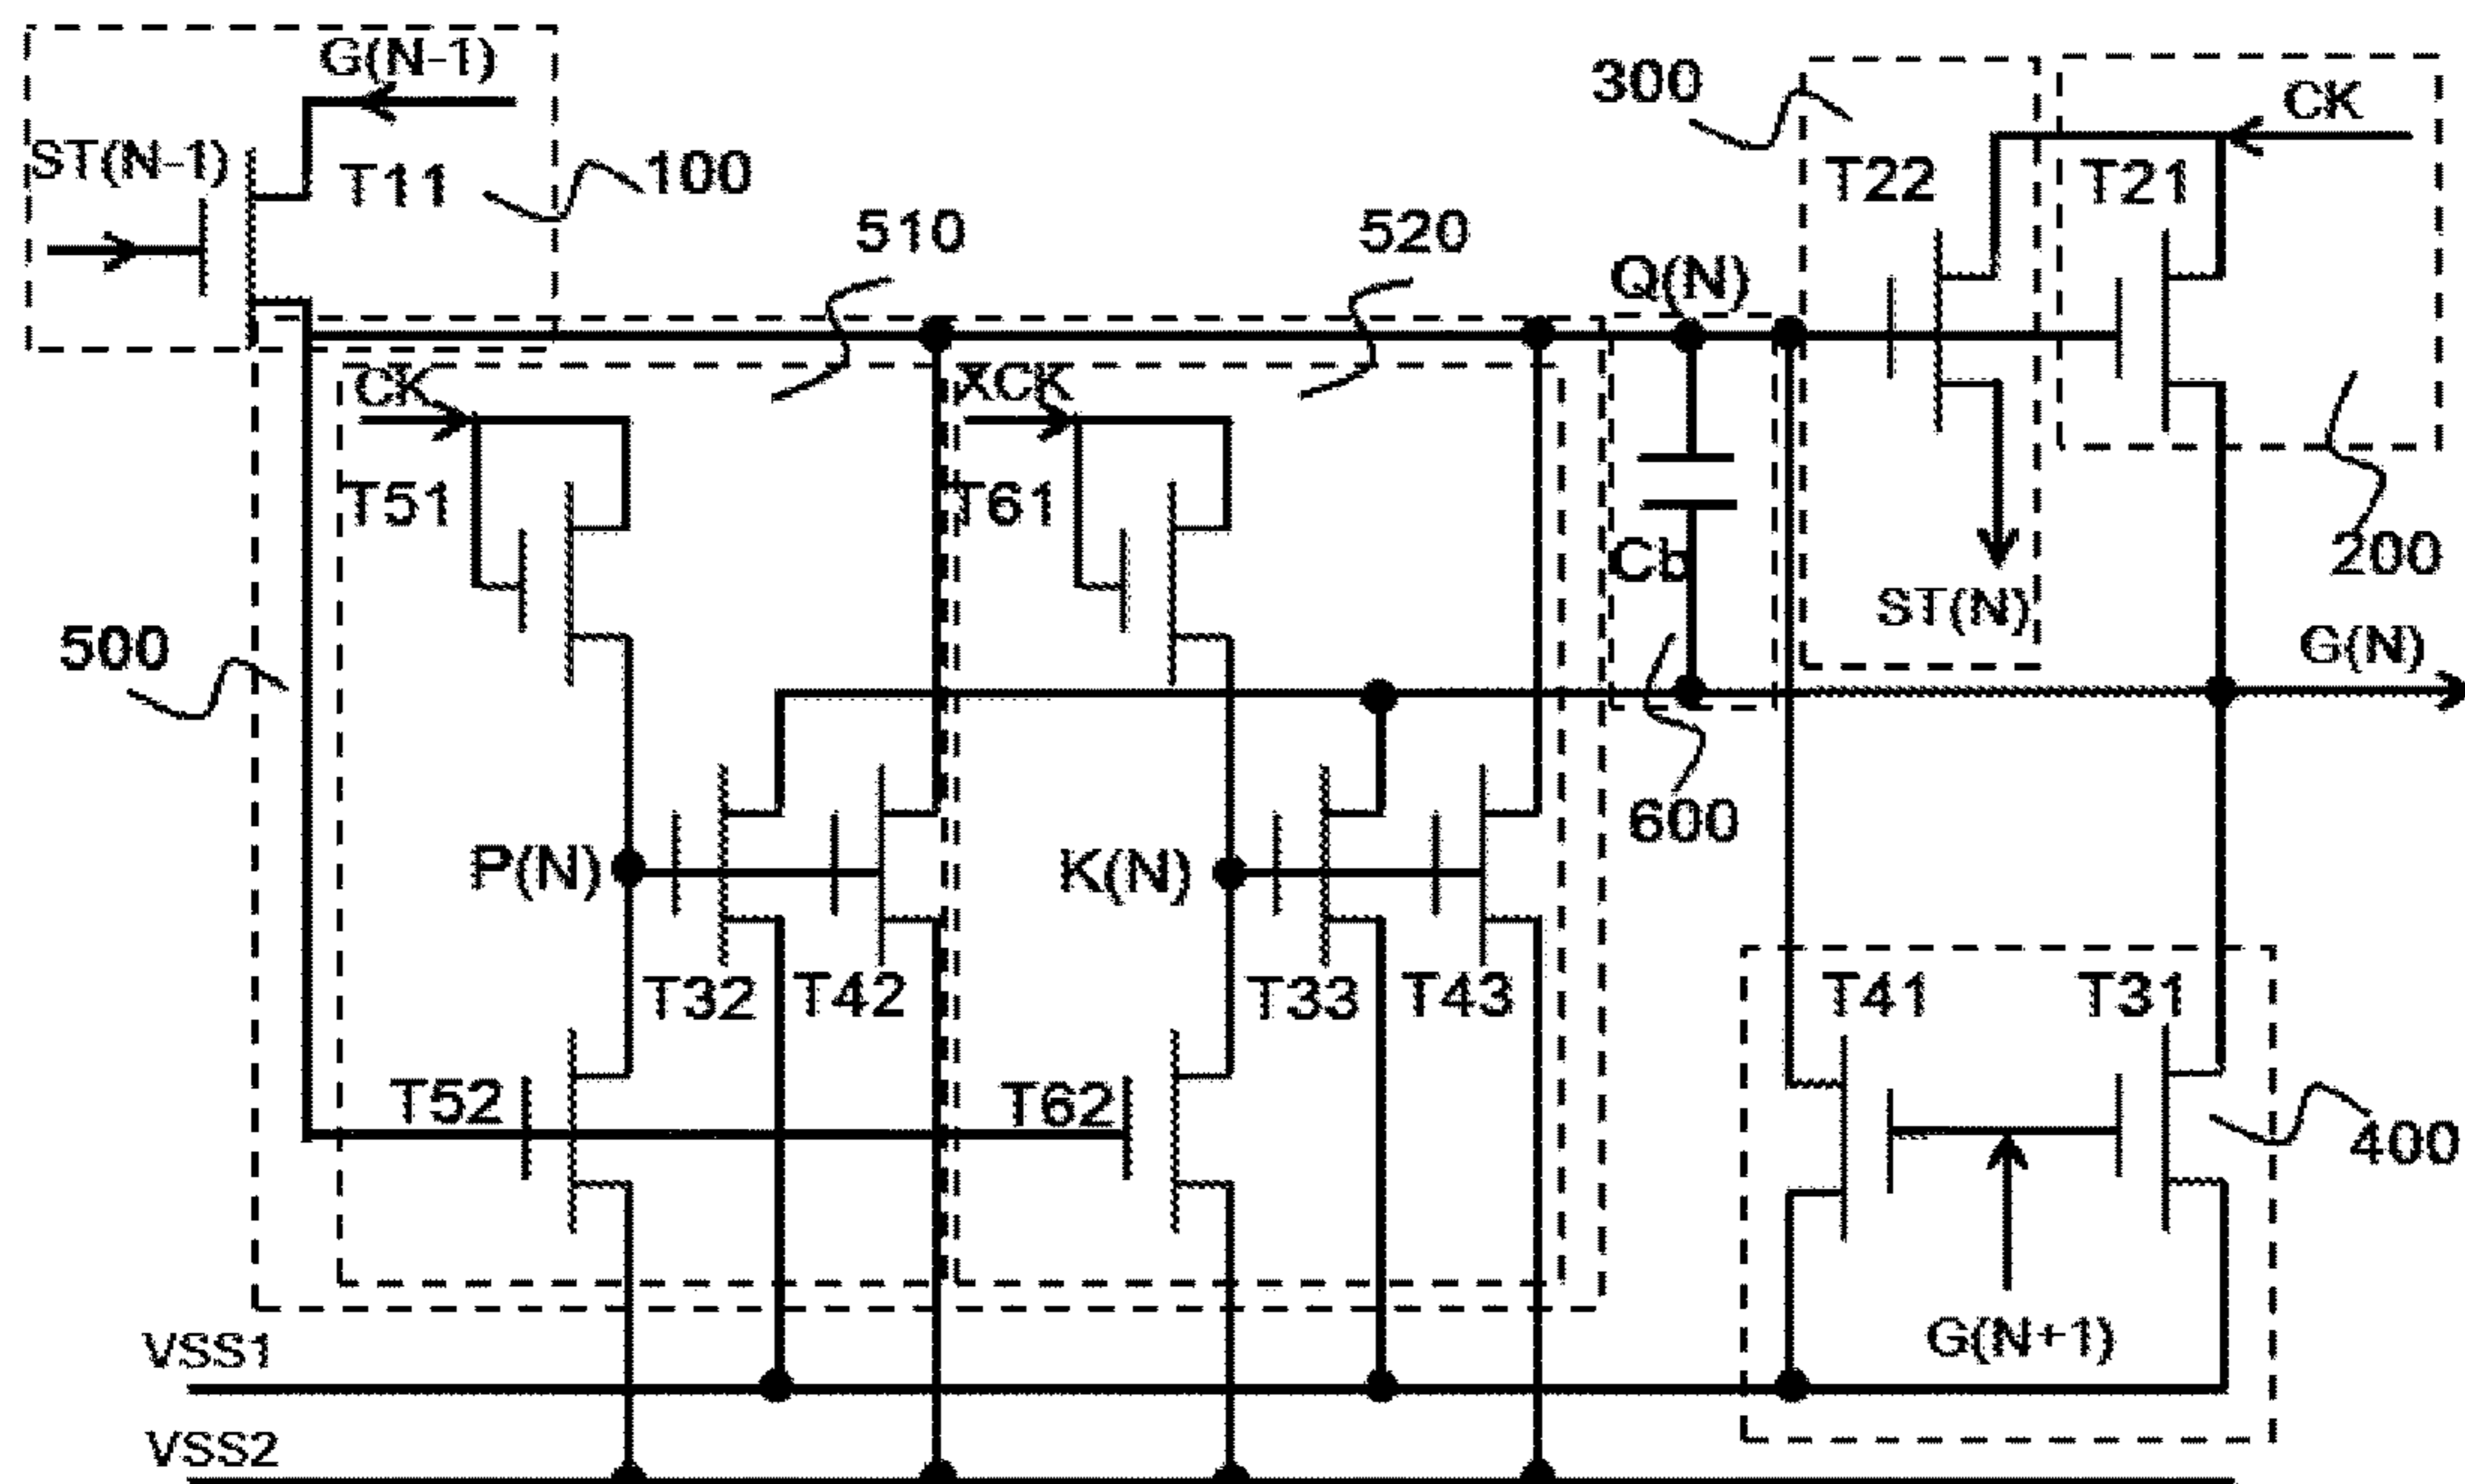 G(N-1)
ST(N-1)
T11
100
510
520
300
CK
T22
T21
Q(N)
CK
XCK
T51
T61
Cb
200
ST(N)
G(N)
500
600
P(N)
K(N)
T32
T42
T33
T43
T41
T31
T52
T62
400
G(N+1)
VSS1
VSS2